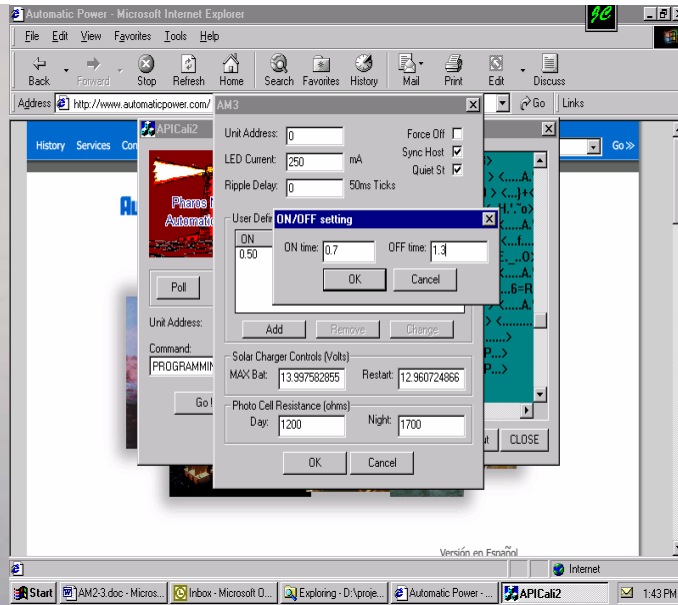 Automatic Power - Microsoft Internet Explorer
File Edit View Favorites Tools Help
Back Forward Stop Refresh Home Search Favorites History Mail Print Edit Discuss
Address http://www.automaticpower.com/ Go Links
History Services Go
APICali2
Pharos
Poll
Unit Address:
Command:
Go !
CLOSE
AM3
Unit Address: 0 Force Off
LED Current: 250 mA Sync Host
Ripple Delay: 0 50ms Ticks Quiet St
ON
0.50
ON/OFF setting
ON time: 0.7 OFF time: 1.3
OK Cancel
Add Remove Change
Solar Charger Controls (Volts)
MAX Bat: 13.997582855 Restart: 12.960724866
Photo Cell Resistance (ohms)
Day: 1200 Night: 1700
OK Cancel
Versión en Español
Internet
Start AM2-3.doc - Micros... Inbox - Microsoft O... Exploring - D:\proje... Automatic Power - ... APICali2 1:43 PM